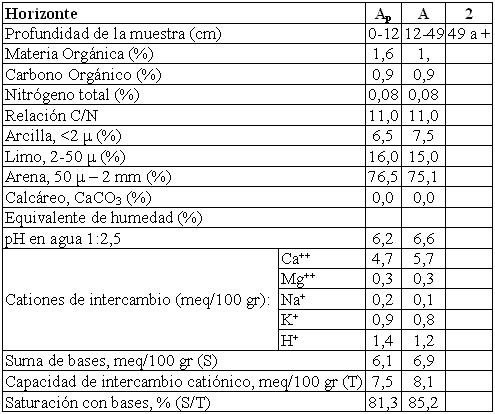 Horizonte Ap A 2
Profundidad de la muestra (cm) 0-12 12-49 49 a +
Materia Orgánica (%) 1,6 1,
Carbono Orgánico (%) 0,9 0,9
Nitrógeno total (%) 0,08 0,08
Relación C/N 11,0 11,0
Arcilla, <2 μ (%) 6,5 7,5
Limo, 2-50 μ (%) 16,0 15,0
Arena, 50 μ – 2 mm (%) 76,5 75,1
Calcáreo, CaCO3 (%) 0,0 0,0
Equivalente de humedad (%)
pH en agua 1:2,5 6,2 6,6
Cationes de intercambio (meq/100 gr):
Ca++ 4,7 5,7
Mg++ 0,3 0,3
Na+ 0,2 0,1
K+ 0,9 0,8
H+ 1,4 1,2
Suma de bases, meq/100 gr (S) 6,1 6,9
Capacidad de intercambio catiónico, meq/100 gr (T) 7,5 8,1
Saturación con bases, % (S/T) 81,3 85,2